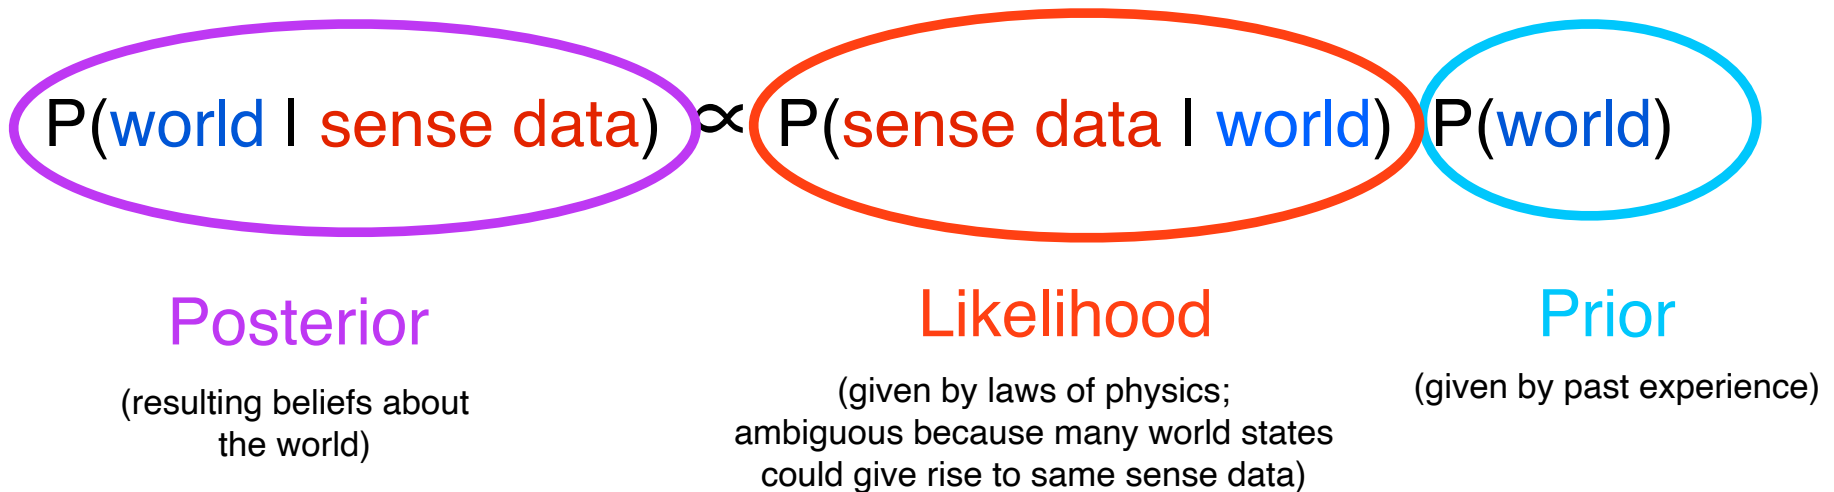 P(world | sense data) ∝ P(sense data | world) P(world)
Posterior
(resulting beliefs about
the world)
Likelihood
(given by laws of physics;
ambiguous because many world states
could give rise to same sense data)
Prior
(given by past experience)